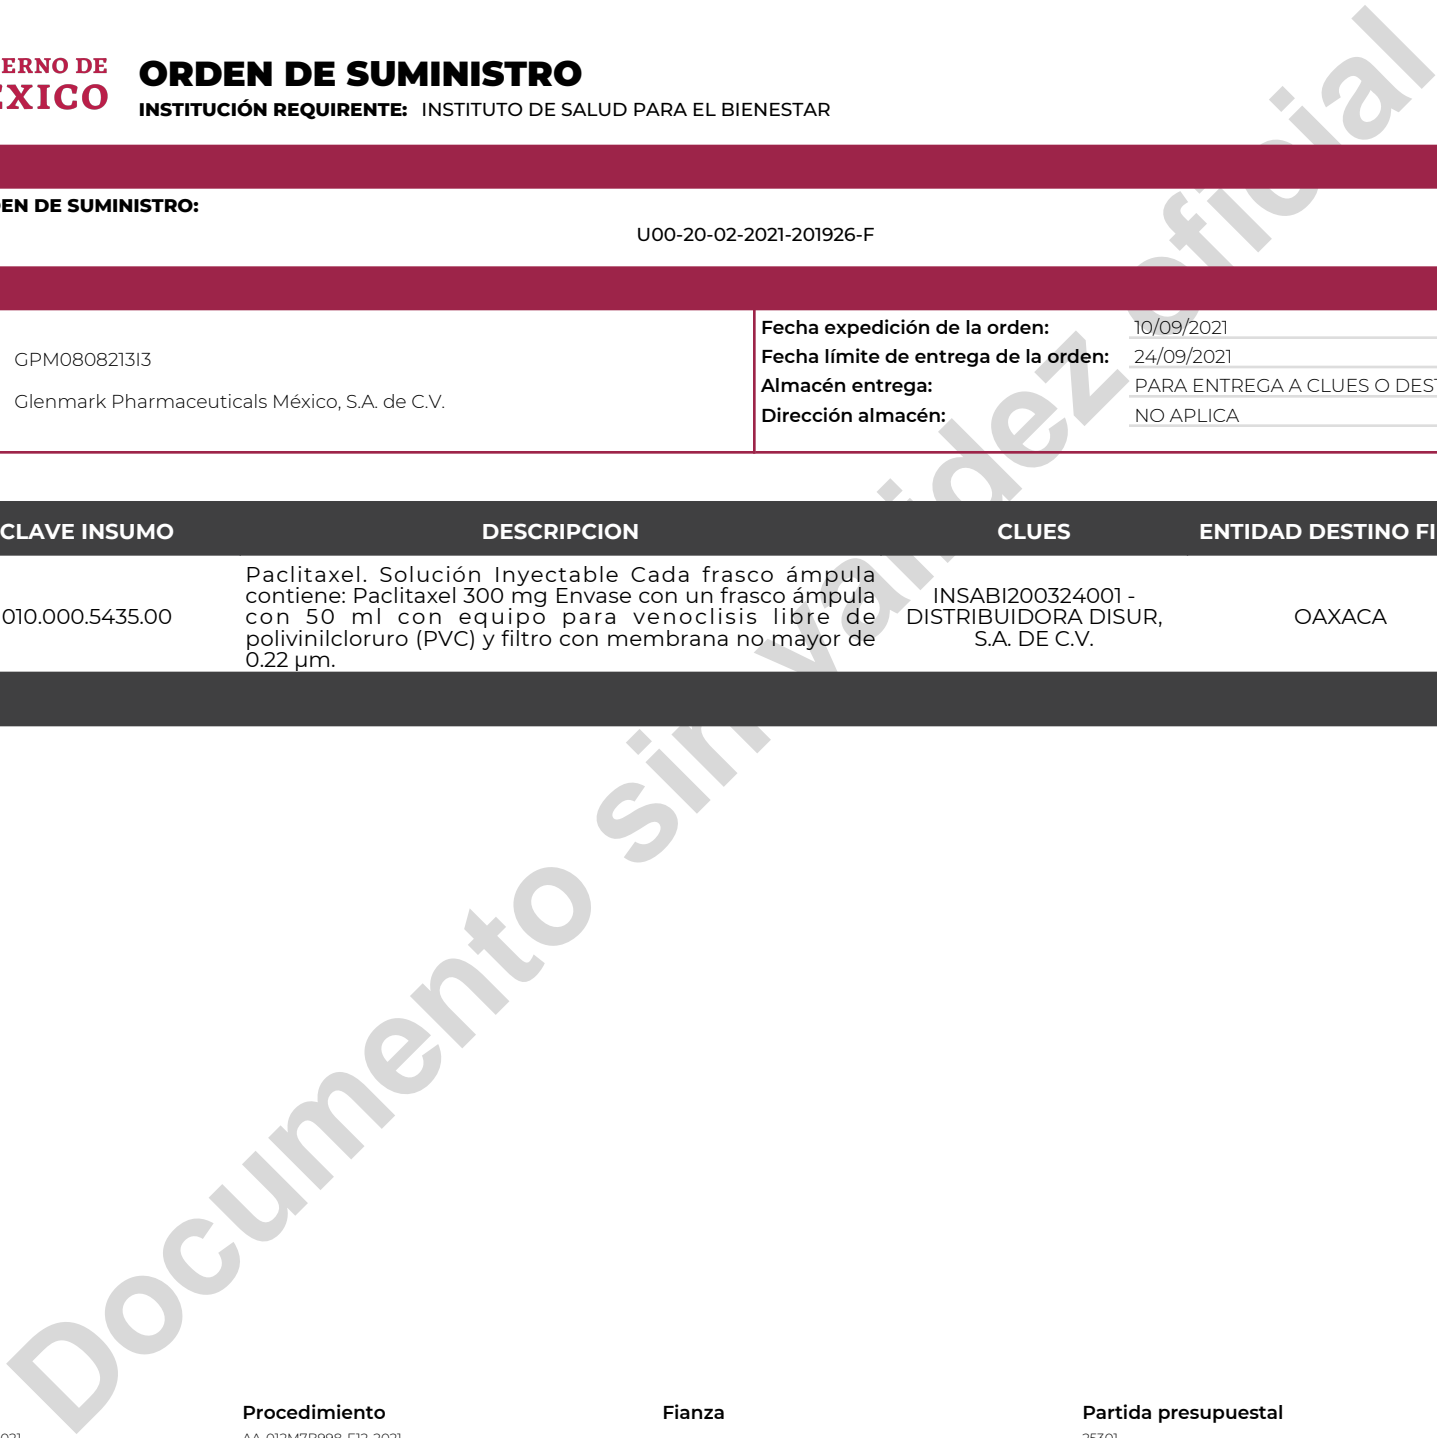 ERNO DE
ÉXICO
ORDEN DE SUMINISTRO
INSTITUCIÓN REQUIRENTE: INSTITUTO DE SALUD PARA EL BIENESTAR
EN DE SUMINISTRO:
U00-20-02-2021-201926-F
GPM0808213I3
Glenmark Pharmaceuticals México, S.A. de C.V.
Fecha expedición de la orden: 10/09/2021
Fecha límite de entrega de la orden: 24/09/2021
Almacén entrega: PARA ENTREGA A CLUES O DEST
Dirección almacén: NO APLICA
CLAVE INSUMO DESCRIPCION CLUES ENTIDAD DESTINO FI
010.000.5435.00
Paclitaxel. Solución Inyectable Cada frasco ámpula
contiene: Paclitaxel 300 mg Envase con un frasco ámpula
con 50 ml con equipo para venoclisis libre de
polivinilcloruro (PVC) y filtro con membrana no mayor de
0.22 µm.
INSABI200324001 -
DISTRIBUIDORA DISUR,
S.A. DE C.V.
OAXACA
Documento sin validez oficial
Procedimiento Fianza Partida presupuestal